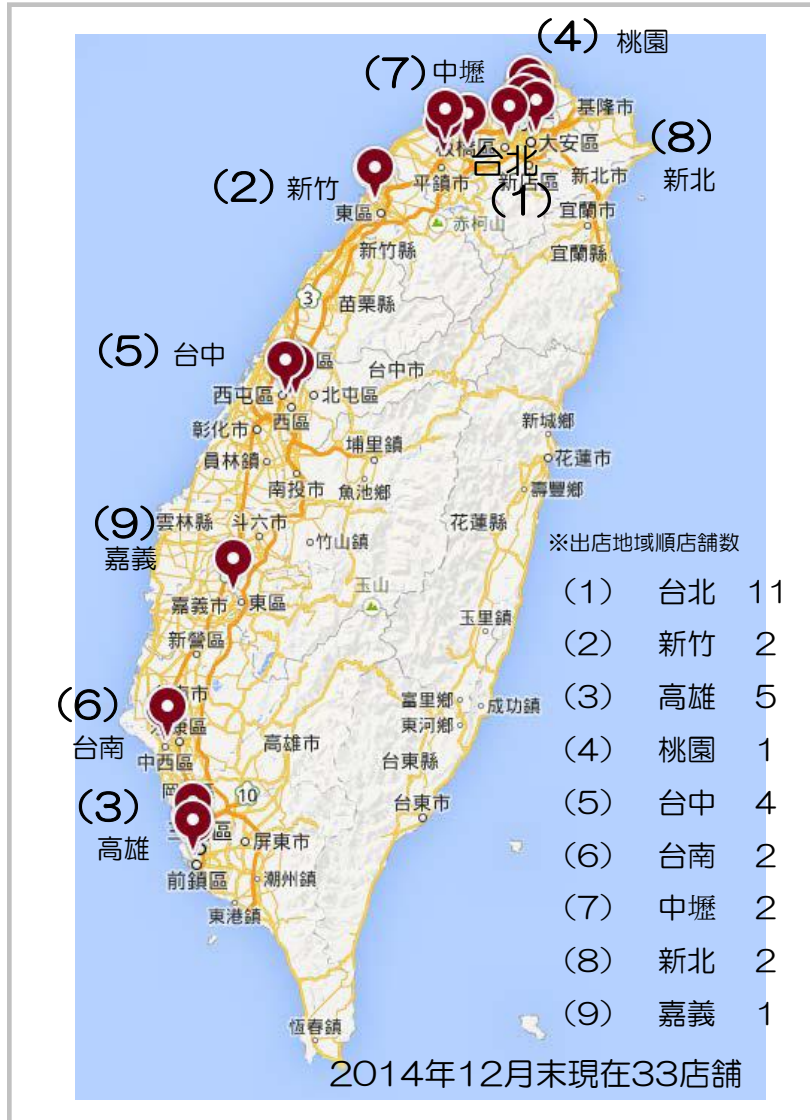 (4) 桃園
(7) 中壢
基隆市
大安區
(8)
新北
台北
(1)
新店區
新北市
平鎮市
(2) 新竹
東區
赤柯山
宜蘭市
宜蘭縣
新竹縣
3
苗栗縣
(5) 台中
台中市
西屯區
北屯區
西區
彰化市
新城鄉
埔里鎮
員林鎮
花蓮市
南投市
魚池鄉
壽豐鄉
(9)
嘉義
雲林縣
斗六市
竹山鎮
花蓮縣
※出店地域順店舗数
嘉義市
東區
玉山
玉里鎮
新營區
(1) 台北 11
(2) 新竹 2
(3) 高雄 5
(4) 桃園 1
(5) 台中 4
(6) 台南 2
(7) 中壢 2
(8) 新北 2
(9) 嘉義 1
(6)
台南
中西區
富里鄉
成功鎮
東河鄉
高雄市
台東縣
10
台東市
(3)
高雄
屏東市
前鎮區
潮州鎮
東港鎮
恆春鎮
2014年12月末現在33店舗